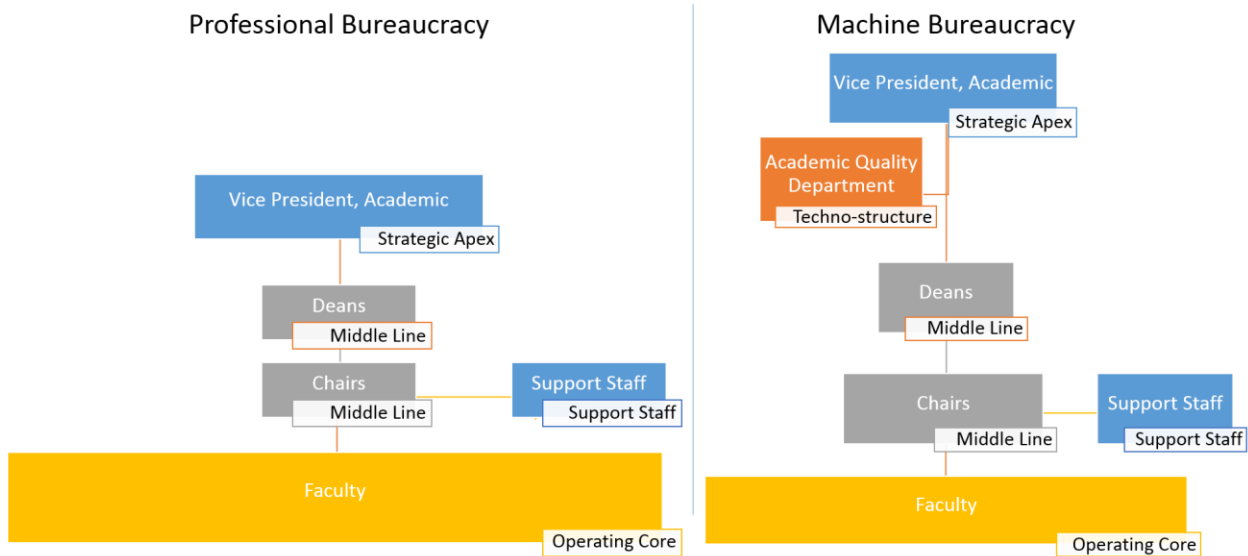 Professional Bureaucracy
Vice President, Academic
Strategic Apex
Deans
Middle Line
Chairs
Middle Line
Support Staff
Support Staff
Faculty
Operating Core
Machine Bureaucracy
Vice President, Academic
Strategic Apex
Academic Quality
Department
Techno-structure
Deans
Middle Line
Chairs
Middle Line
Support Staff
Support Staff
Faculty
Operating Core